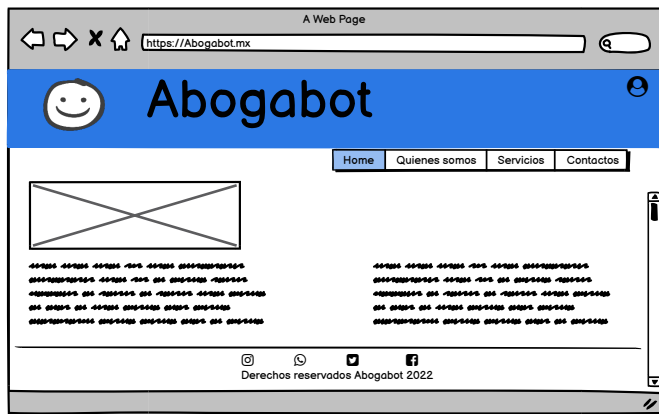 A Web Page
https://Abogabot.mx
Abogabot
Home Quienes somos Servicios Contactos
Derechos reservados Abogabot 2022